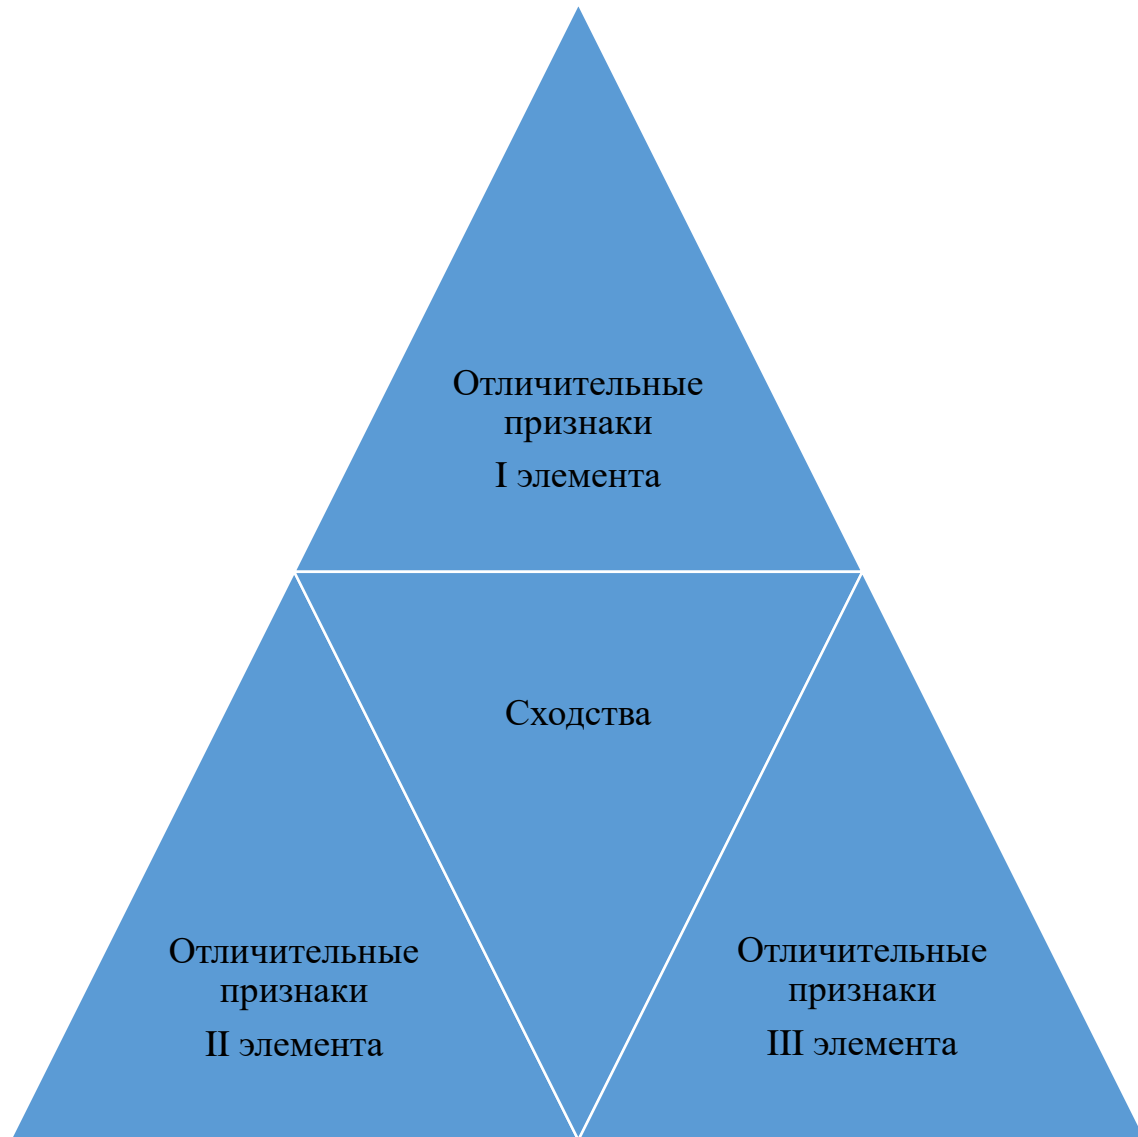 Отличительные
признаки
I элемента
Сходства
Отличительные
признаки
II элемента
Отличительные
признаки
III элемента